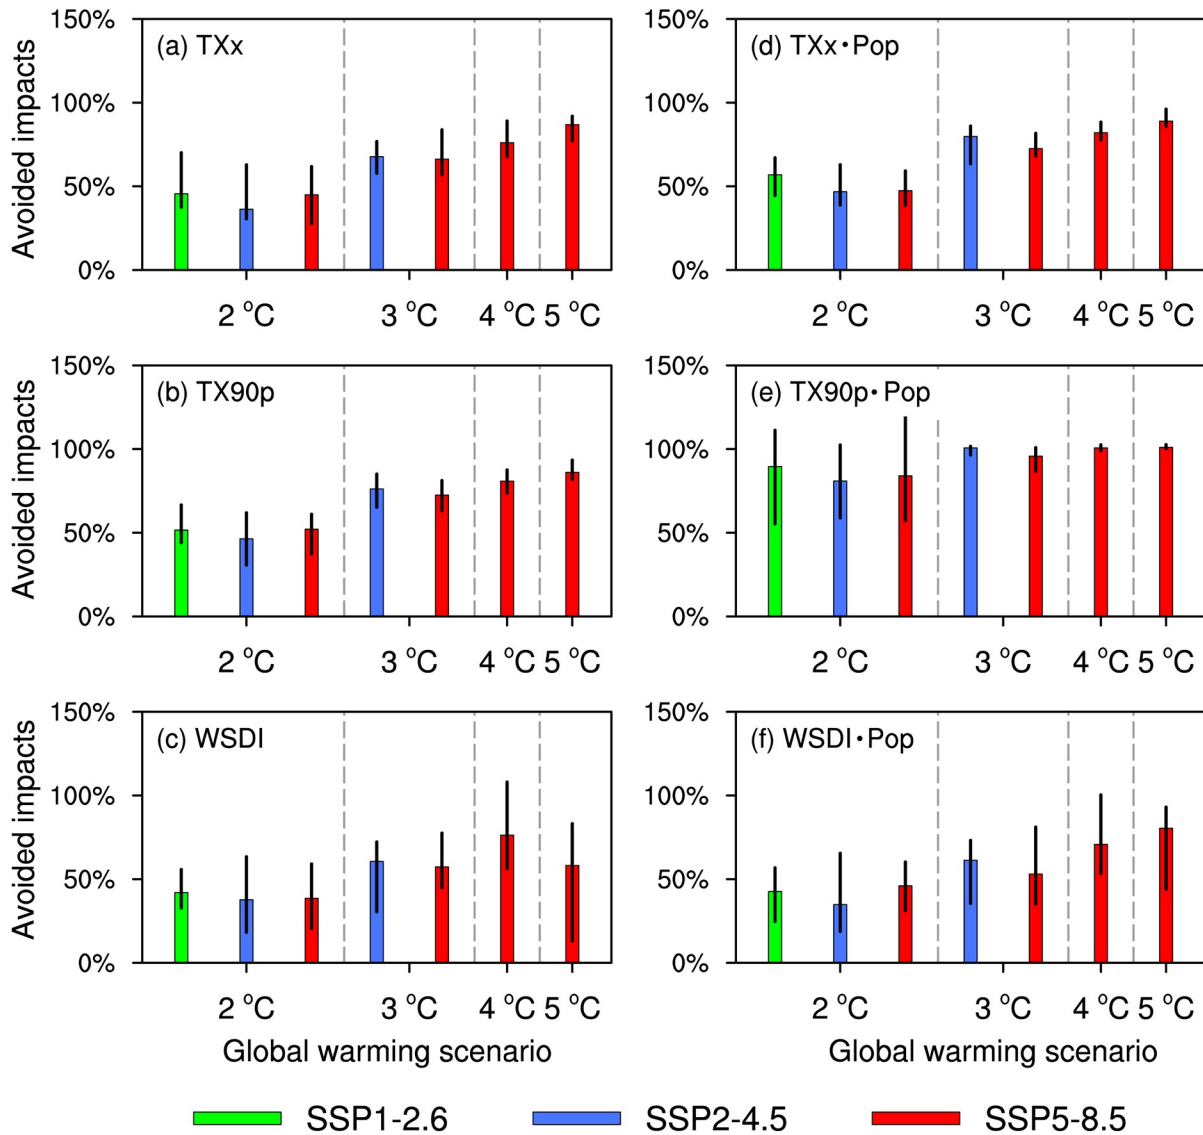 Avoided impacts
150%
100%
50%
0%
(a) TXx
2 °C
3 °C
4 °C
5 °C
150%
100%
50%
0%
(d) TXx•Pop
2 °C
3 °C
4 °C
5 °C
Avoided impacts
150%
100%
50%
0%
(b) TX90p
2 °C
3 °C
4 °C
5 °C
150%
100%
50%
0%
(e) TX90p•Pop
2 °C
3 °C
4 °C
5 °C
Avoided impacts
150%
100%
50%
0%
(c) WSDI
2 °C
3 °C
4 °C
5 °C
Global warming scenario
150%
100%
50%
0%
(f) WSDI•Pop
2 °C
3 °C
4 °C
5 °C
Global warming scenario
SSP1-2.6
SSP2-4.5
SSP5-8.5